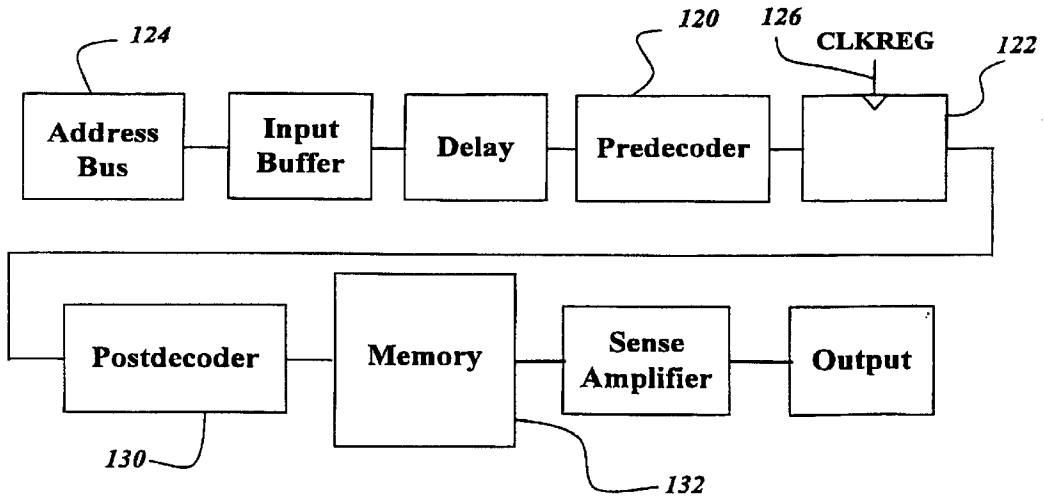 124
120
126
CLKREG
122
Address
Bus
Input
Buffer
Delay
Predecoder
Postdecoder
Memory
Sense
Amplifier
Output
130
132